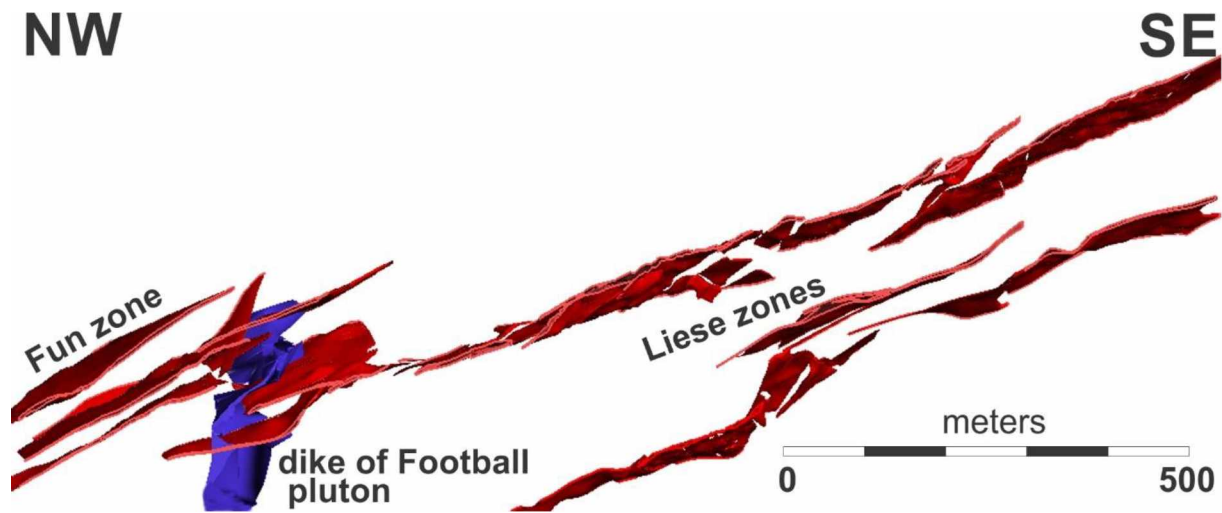 NW
SE
Fun zone
Liese zones
dike of Football
pluton
meters
0
500